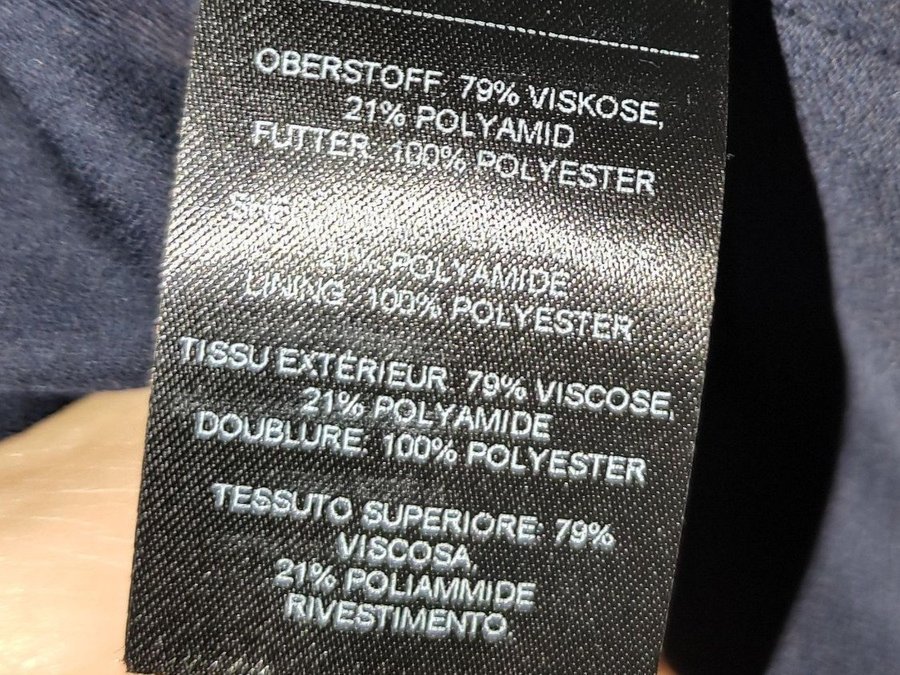 OBERSTOFF: 79% VISKOSE,
21% POLYAMID
FUTTER: 100% POLYESTER
21% POLYAMIDE
LINING: 100% POLYESTER
TISSU EXTÉRIEUR: 79% VISCOSE,
21% POLYAMIDE
DOUBLURE: 100% POLYESTER
TESSUTO SUPERIORE: 79%
VISCOSA,
21% POLIAMMIDE
RIVESTIMENTO: